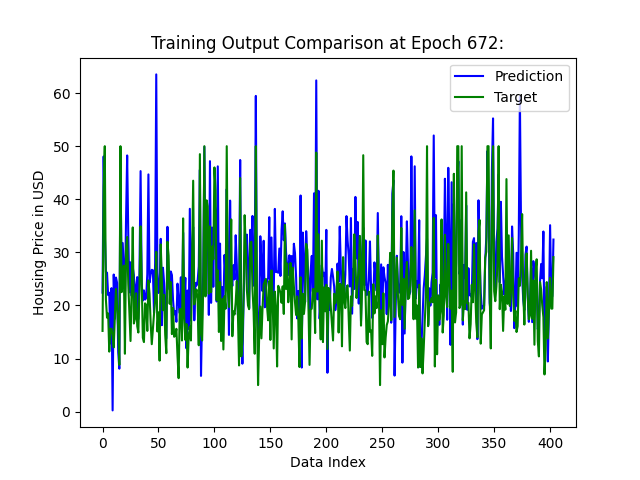 Training Output Comparison at Epoch 672:
Prediction
Target
Housing Price in USD
60
50
40
30
20
10
0
0 50 100 150 200 250 300 350 400
Data Index